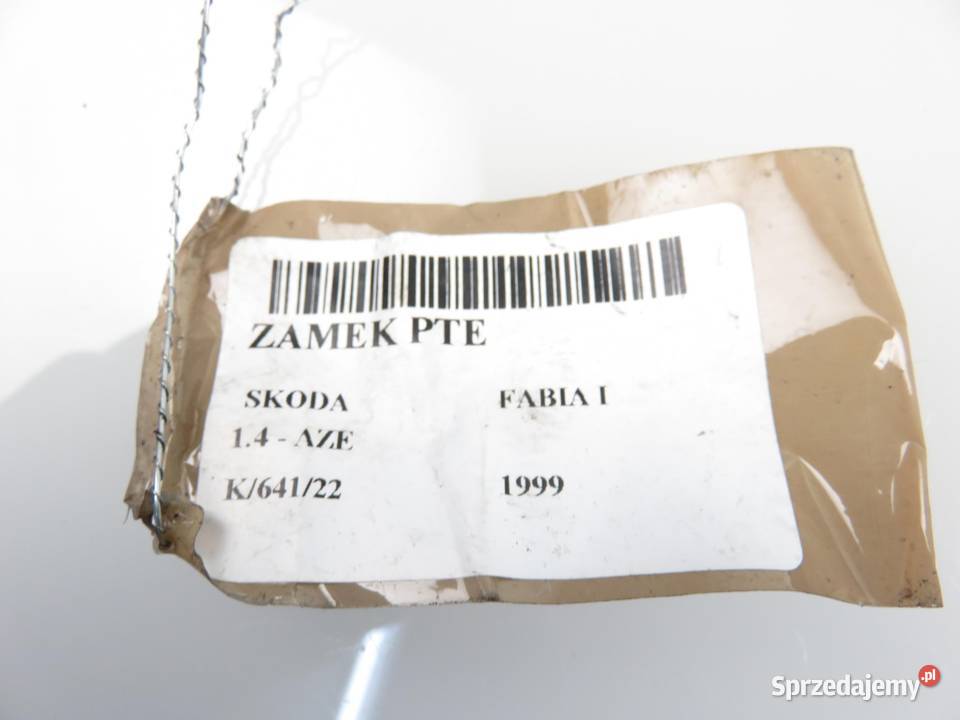 ZAMEK PTE
SKODA FABIA I
1.4 - AZE
K/641/22 1999
Sprzedajemy.pl